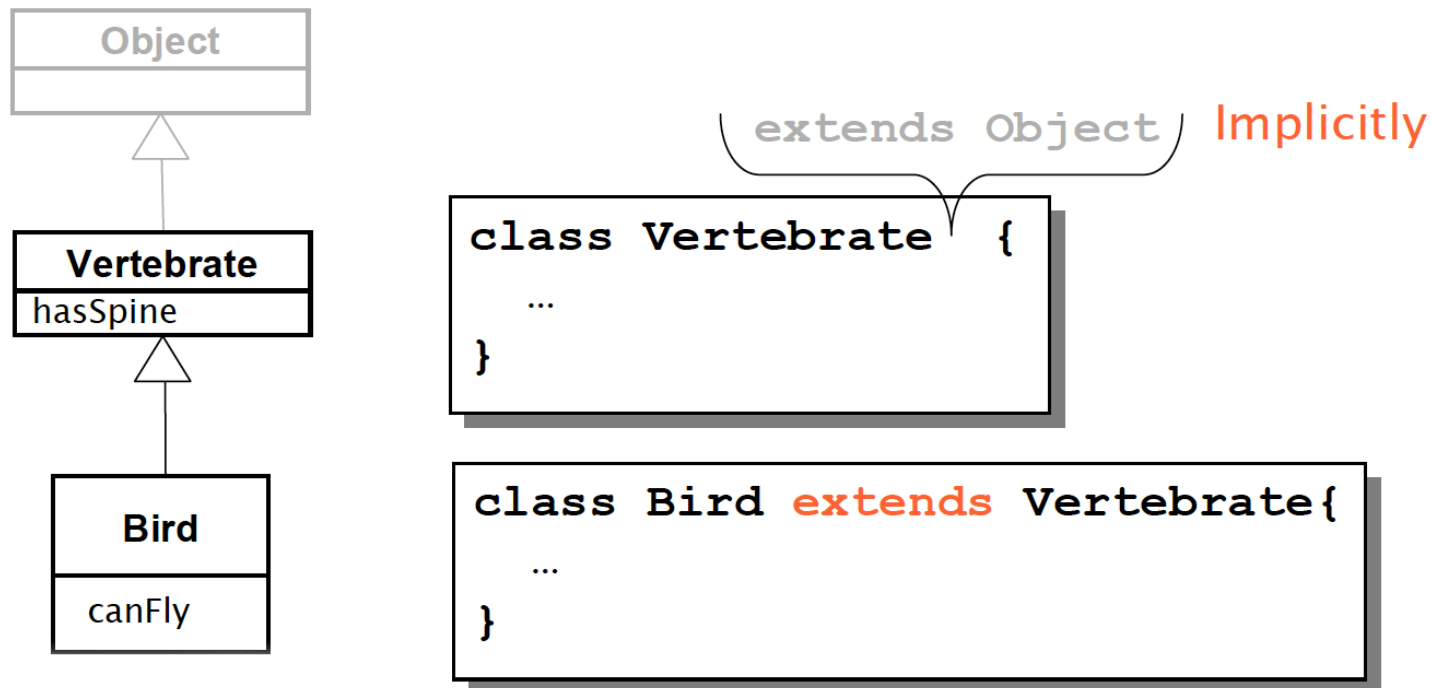 Object
Vertebrate
hasSpine
Bird
canFly
extends Object Implicitly
class Vertebrate {
...
}
class Bird extends Vertebrate{
...
}